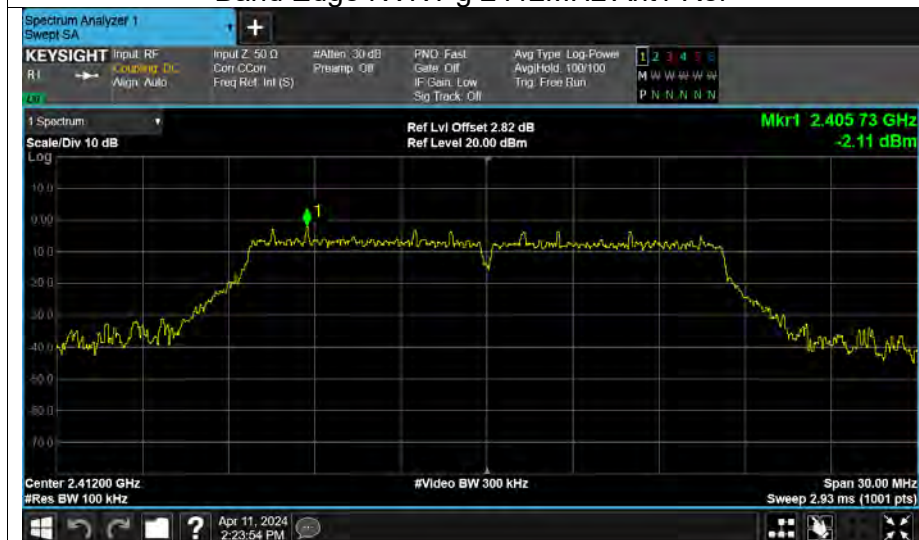 Spectrum Analyzer 1
Swept SA
+
KEYSIGHT
Input: RF
Coupling: DC
Align: Auto
Input Z: 50 Ω
Corr CCorr
Freq Ref: Int (S)
#Atten: 30 dB
Preamp: Off
PNO: Fast
Gate: Off
IF Gain: Low
Sig Track: Off
Avg Type: Log-Power
Avg|Hold: 100/100
Trig: Free Run
1 2 3 4 5 6
M W W W W W
P N N N N N
1 Spectrum
Scale/Div 10 dB
Ref Lvl Offset 2.82 dB
Ref Level 20.00 dBm
Mkr1 2.405 73 GHz
-2.11 dBm
Log
10.0
0.00
-10.0
-20.0
-30.0
-40.0
-50.0
-60.0
-70.0
1
Center 2.41200 GHz
#Res BW 100 kHz
#Video BW 300 kHz
Span 30.00 MHz
Sweep 2.93 ms (1001 pts)
?
Apr 11, 2024
2:23:54 PM